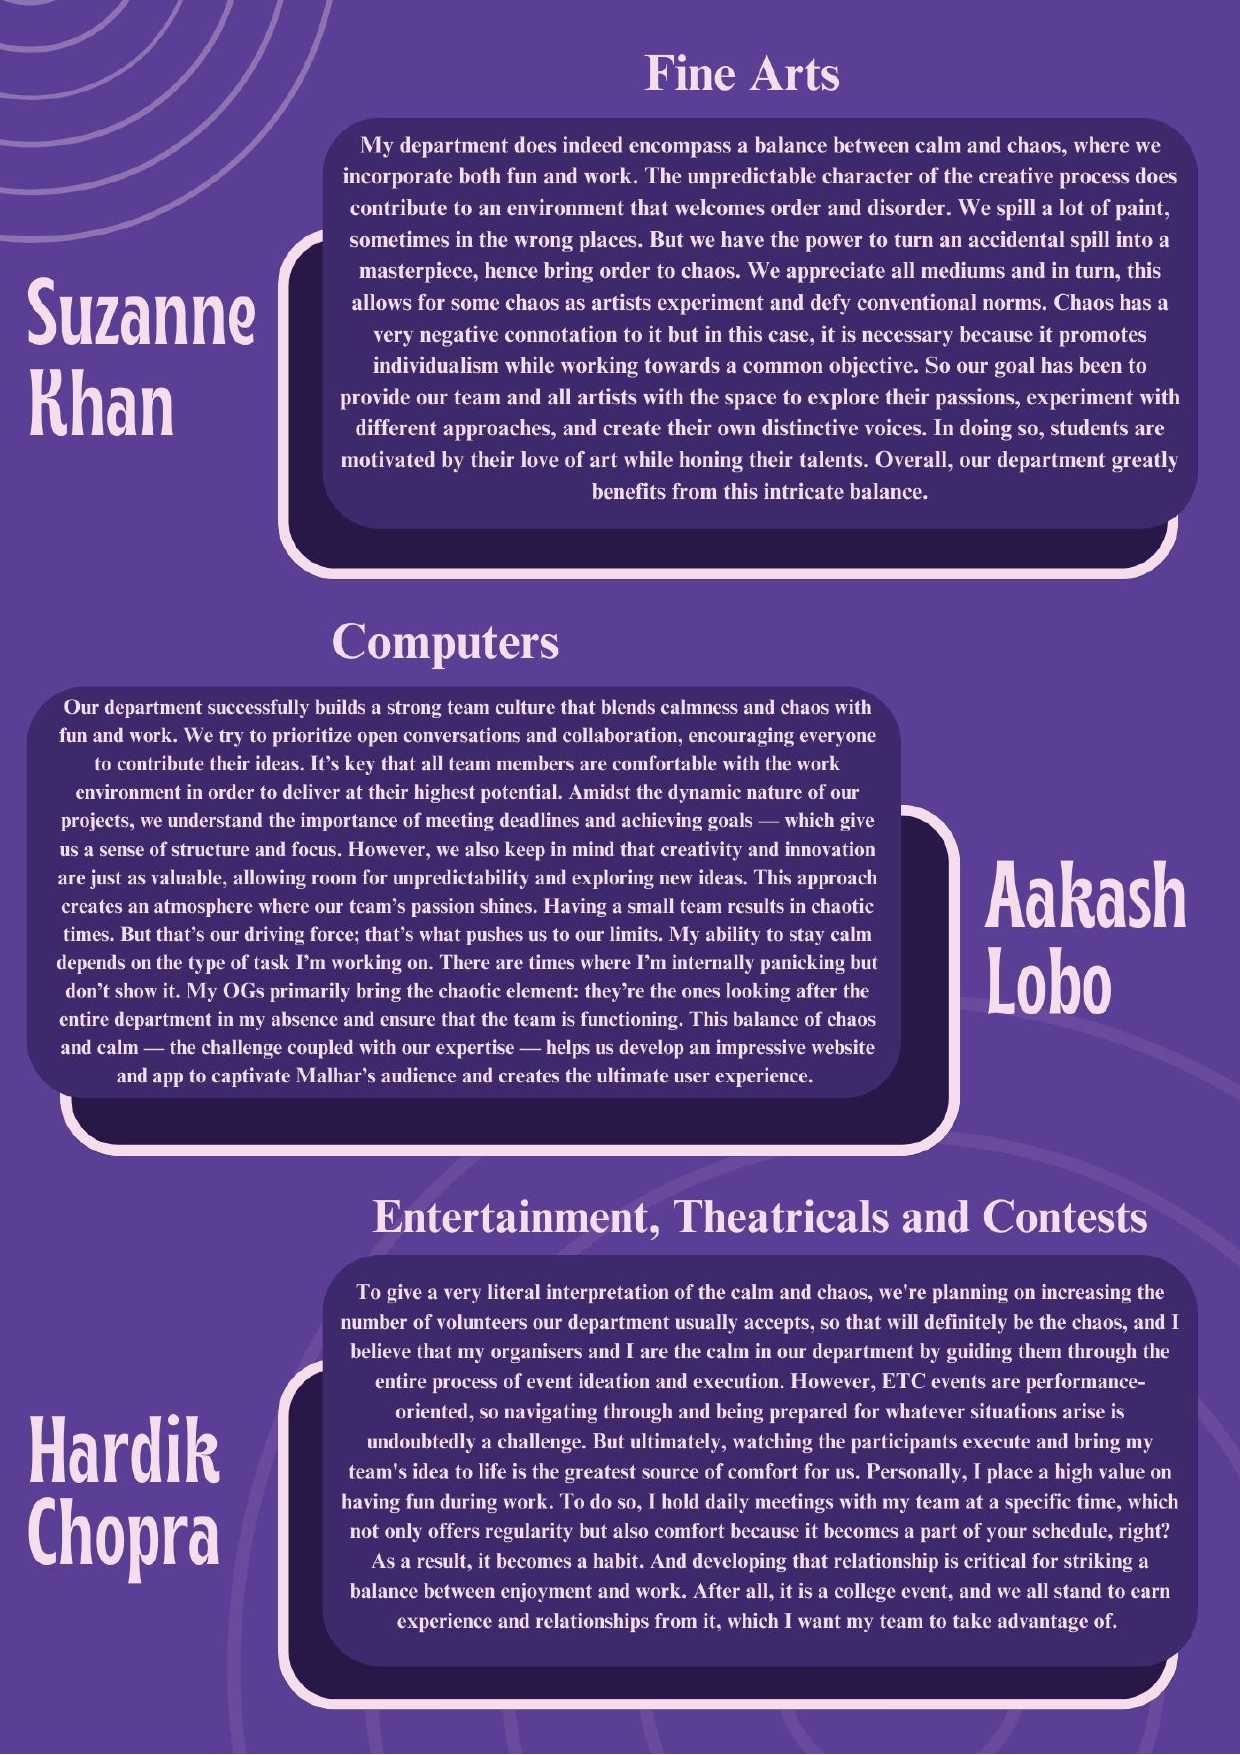 Fine Arts
Suzanne
Khan
My department does indeed encompass a balance between calm and chaos, where we
incorporate both fun and work. The unpredictable character of the creative process does
contribute to an environment that welcomes order and disorder. We spill a lot of paint,
sometimes in the wrong places. But we have the power to turn an accidental spill into a
masterpiece, hence bring order to chaos. We appreciate all mediums and in turn, this
allows for some chaos as artists experiment and defy conventional norms. Chaos has a
very negative connotation to it but in this case, it is necessary because it promotes
individualism while working towards a common objective. So our goal has been to
provide our team and all artists with the space to explore their passions, experiment with
different approaches, and create their own distinctive voices. In doing so, students are
motivated by their love of art while honing their talents. Overall, our department greatly
benefits from this intricate balance.
Computers
Our department successfully builds a strong team culture that blends calmness and chaos with
fun and work. We try to prioritize open conversations and collaboration, encouraging everyone
to contribute their ideas. It’s key that all team members are comfortable with the work
environment in order to deliver at their highest potential. Amidst the dynamic nature of our
projects, we understand the importance of meeting deadlines and achieving goals — which give
us a sense of structure and focus. However, we also keep in mind that creativity and innovation
are just as valuable, allowing room for unpredictability and exploring new ideas. This approach
creates an atmosphere where our team’s passion shines. Having a small team results in chaotic
times. But that’s our driving force; that’s what pushes us to our limits. My ability to stay calm
depends on the type of task I’m working on. There are times where I’m internally panicking but
don’t show it. My OGs primarily bring the chaotic element: they’re the ones looking after the
entire department in my absence and ensure that the team is functioning. This balance of chaos
and calm — the challenge coupled with our expertise — helps us develop an impressive website
and app to captivate Malhar’s audience and creates the ultimate user experience.
Aakash
Lobo
Entertainment, Theatricals and Contests
Hardik
Chopra
To give a very literal interpretation of the calm and chaos, we're planning on increasing the
number of volunteers our department usually accepts, so that will definitely be the chaos, and I
believe that my organisers and I are the calm in our department by guiding them through the
entire process of event ideation and execution. However, ETC events are performance-
oriented, so navigating through and being prepared for whatever situations arise is
undoubtedly a challenge. But ultimately, watching the participants execute and bring my
team's idea to life is the greatest source of comfort for us. Personally, I place a high value on
having fun during work. To do so, I hold daily meetings with my team at a specific time, which
not only offers regularity but also comfort because it becomes a part of your schedule, right?
As a result, it becomes a habit. And developing that relationship is critical for striking a
balance between enjoyment and work. After all, it is a college event, and we all stand to earn
experience and relationships from it, which I want my team to take advantage of.